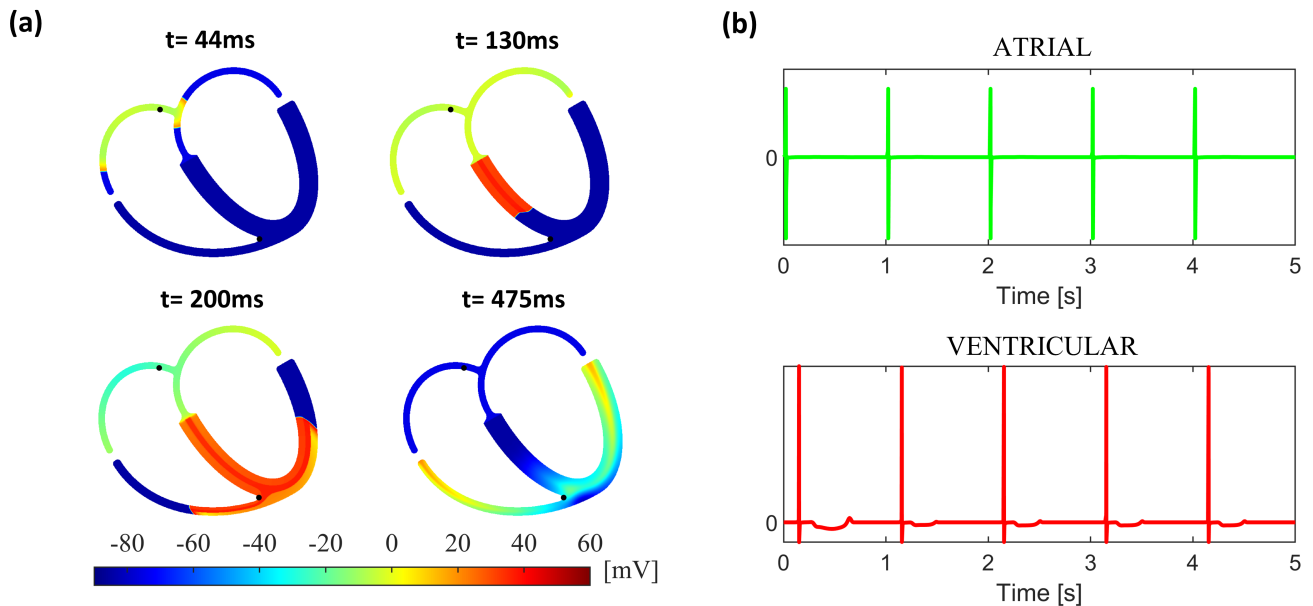 (a)
t= 44ms
t= 130ms
t= 200ms
t= 475ms
-80 -60 -40 -20 0 20 40 60
[mV]
(b)
ATRIAL
0
0 1 2 3 4 5
Time [s]
VENTRICULAR
0
0 1 2 3 4 5
Time [s]